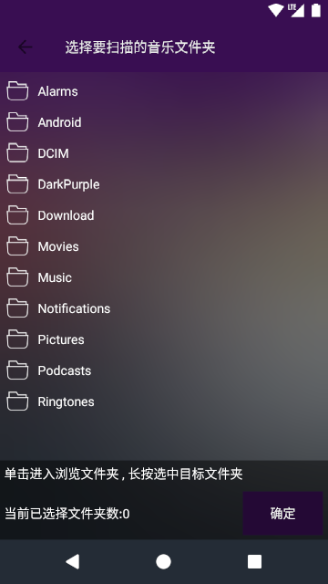 LTE
选择要扫描的音乐文件夹
Alarms
Android
DCIM
DarkPurple
Download
Movies
Music
Notifications
Pictures
Podcasts
Ringtones
单击进入浏览文件夹 , 长按选中目标文件夹
当前已选择文件夹数:0
确定